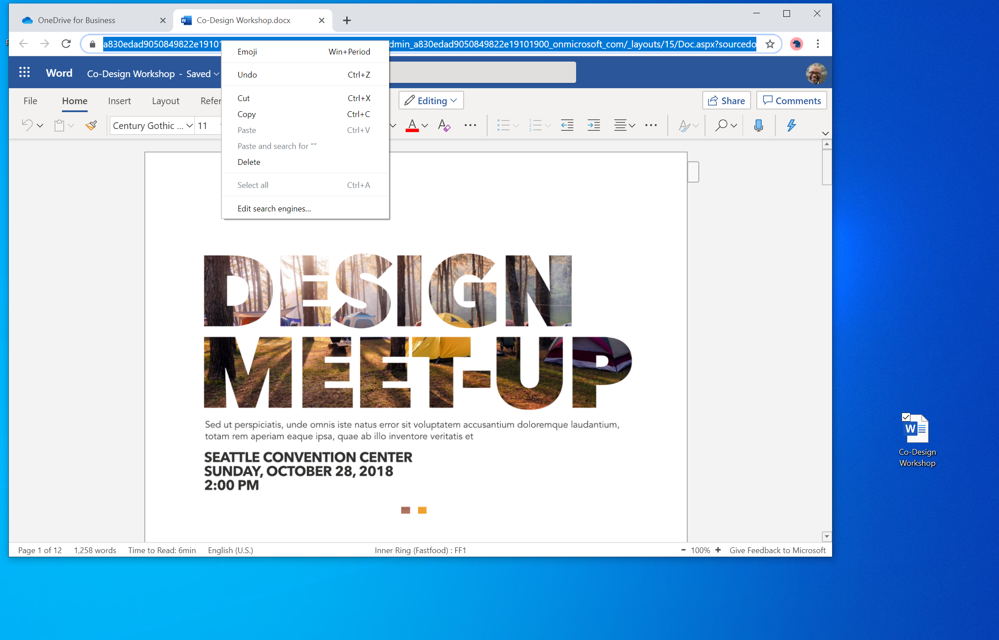 OneDrive for Business
Co-Design Workshop.docx
a830edad9050849822e19101
dmin_a830edad9050849822e19101900_onmicrosoft_com/_layouts/15/Doc.aspx?sourcedo
Word
Co-Design Workshop - Saved
File
Home
Insert
Layout
Refer
Editing
Share
Comments
Century Gothic ...
11
Emoji Win+Period
Undo Ctrl+Z
Cut Ctrl+X
Copy Ctrl+C
Paste Ctrl+V
Paste and search for “”
Delete
Select all Ctrl+A
Edit search engines...
DESIGN
MEET-UP
Sed ut perspiciatis, unde omnis iste natus error sit voluptatem accusantium doloremque laudantium,
totam rem aperiam eaque ipsa, quae ab illo inventore veritatis et
SEATTLE CONVENTION CENTER
SUNDAY, OCTOBER 28, 2018
2:00 PM
Co-Design
Workshop
Page 1 of 12
1,258 words
Time to Read: 6min
English (U.S.)
Inner Ring (Fastfood) : FF1
- 100% +
Give Feedback to Microsoft